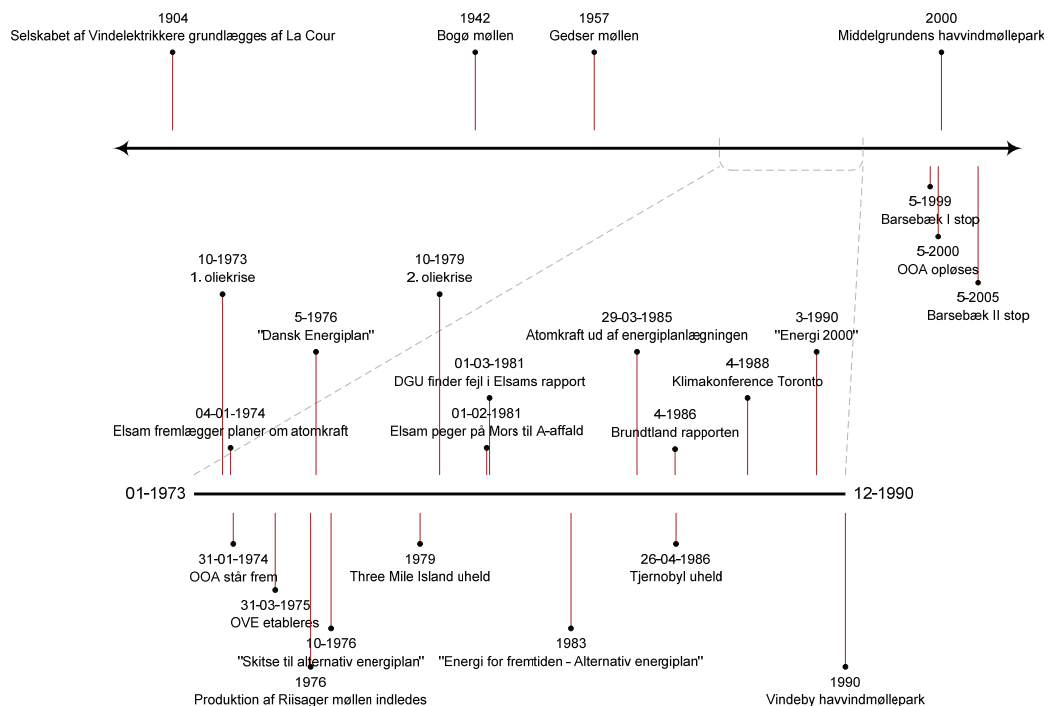 1904
Selskabet af Vindelektrikkere grundlægges af La Cour
1942
Bogø møllen
1957
Gedser møllen
2000
Middelgrundens havvindmøllepark
5-1999
Barsebæk I stop
5-2000
OOA opløses
5-2005
Barsebæk II stop
10-1973
1. oliekrise
10-1979
2. oliekrise
5-1976
"Dansk Energiplan"
29-03-1985
Atomkraft ud af energiplanlægningen
3-1990
"Energi 2000"
01-03-1981
DGU finder fejl i Elsams rapport
4-1988
Klimakonference Toronto
04-01-1974
Elsam fremlægger planer om atomkraft
01-02-1981
Elsam peger på Mors til A-affald
4-1986
Brundtland rapporten
01-1973
12-1990
31-01-1974
OOA står frem
1979
Three Mile Island uheld
26-04-1986
Tjernobyl uheld
31-03-1975
OVE etableres
10-1976
"Skitse til alternativ energiplan"
1983
"Energi for fremtiden - Alternativ energiplan"
1976
Produktion af Riisager møllen indledes
1990
Vindeby havvindmøllepark